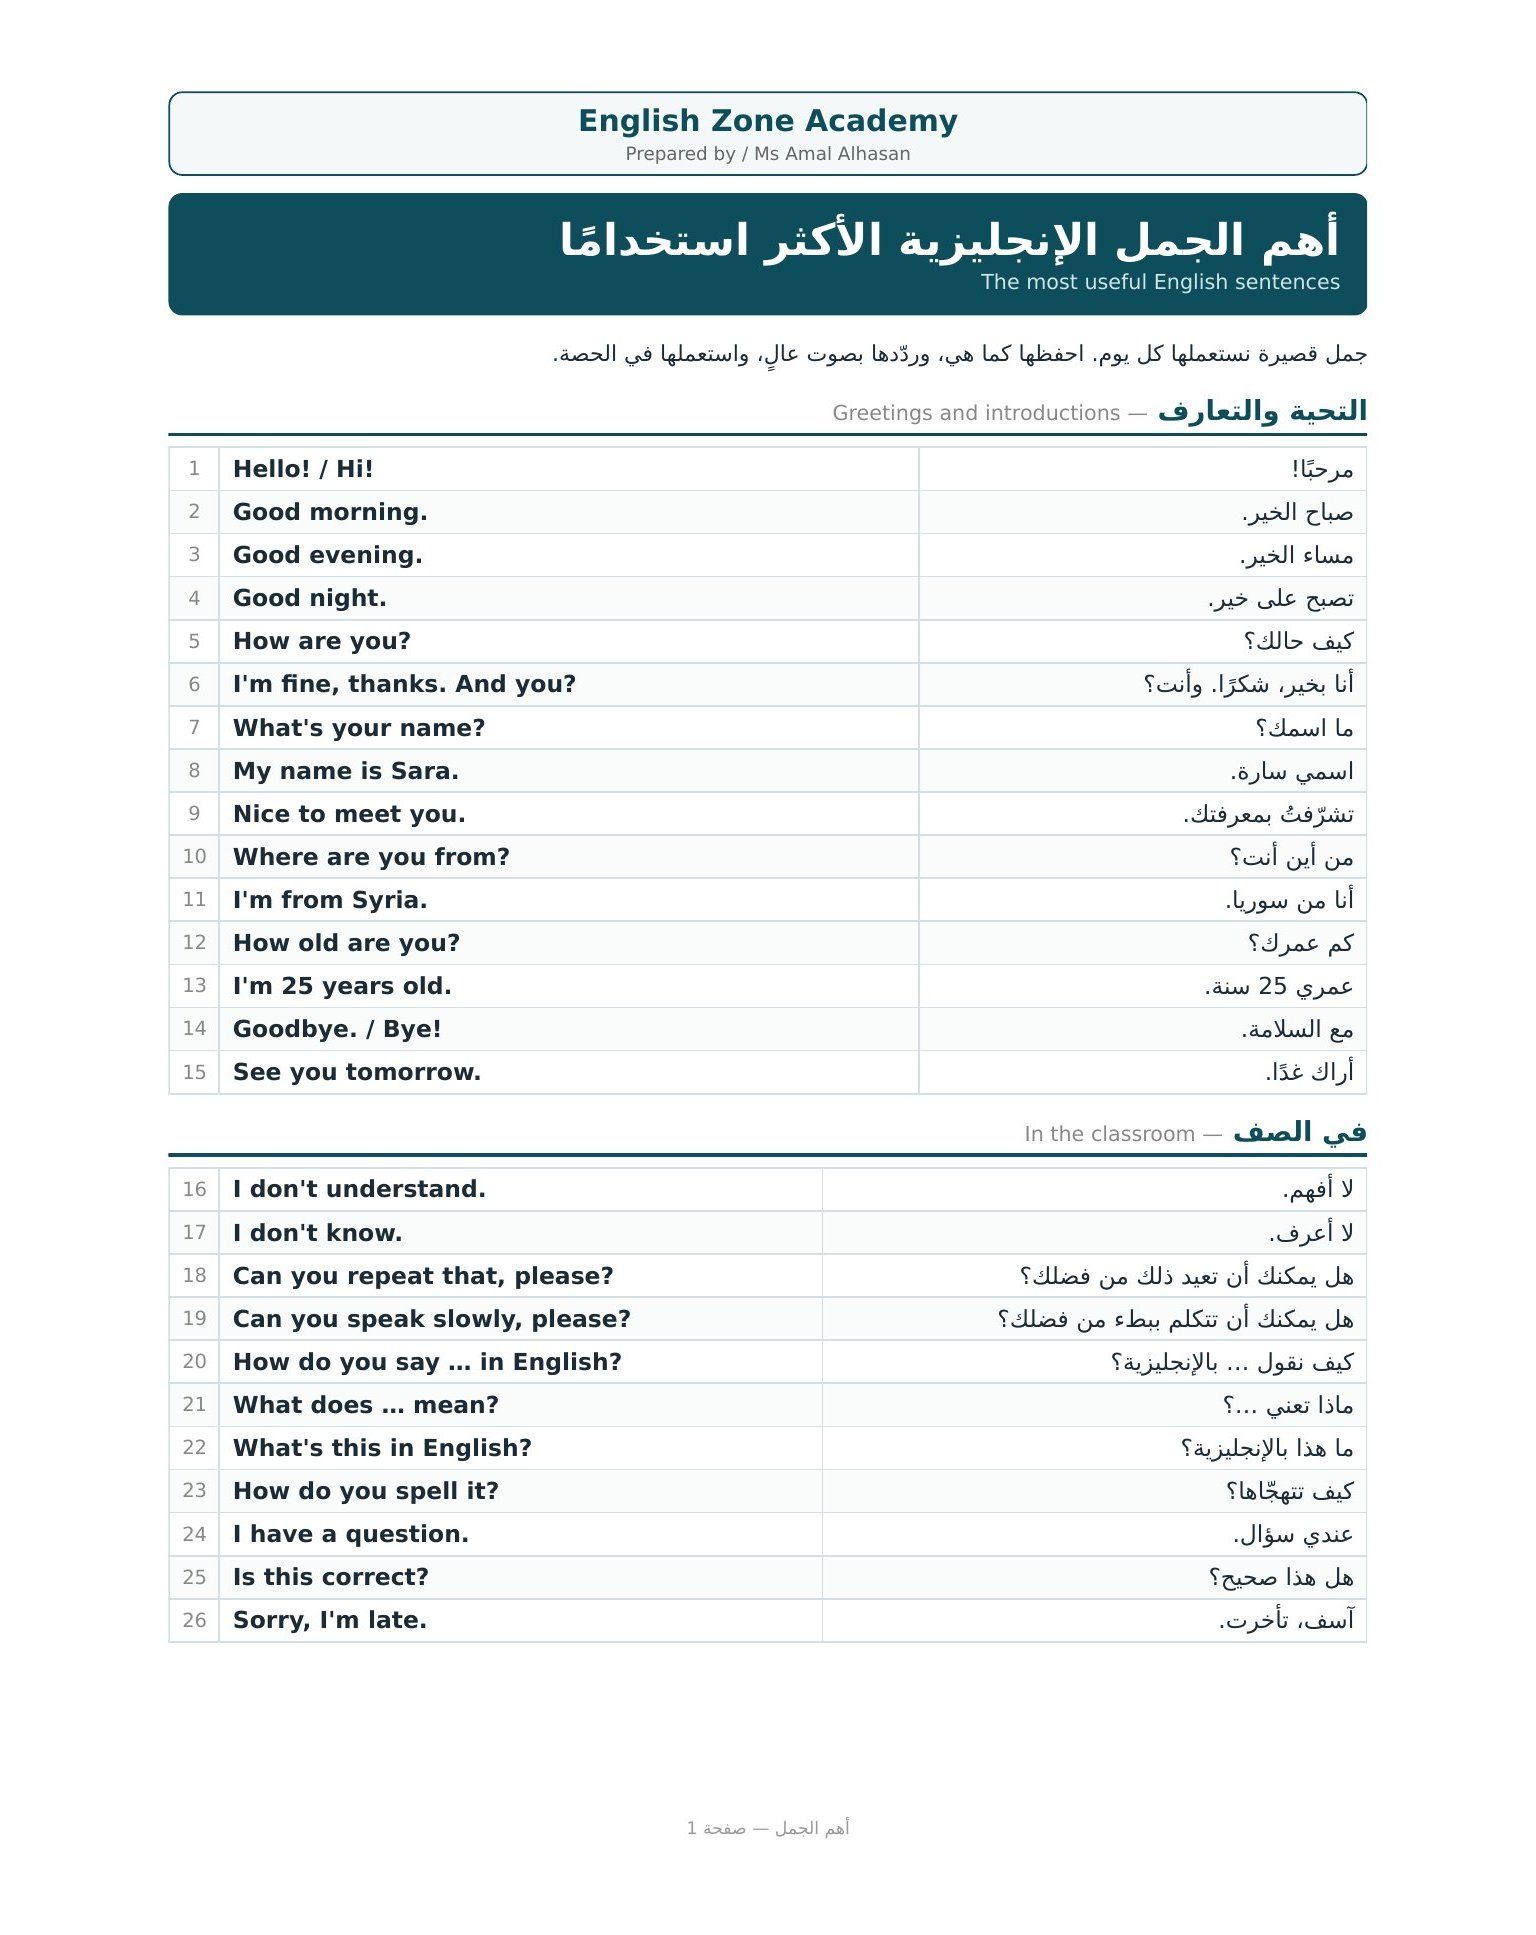 English Zone Academy
Prepared by / Ms Amal Alhasan
أهم الجمل الإنجليزية الأكثر استخدامًا
The most useful English sentences
جمل قصيرة نستعملها كل يوم. احفظها كما هي، وردّدها بصوت عالٍ، واستعملها في الحصة.
التحية والتعارف — Greetings and introductions
1 Hello! / Hi! مرحبًا!
2 Good morning. صباح الخير.
3 Good evening. مساء الخير.
4 Good night. تصبح على خير.
5 How are you? كيف حالك؟
6 I'm fine, thanks. And you? أنا بخير، شكرًا. وأنت؟
7 What's your name? ما اسمك؟
8 My name is Sara. اسمي سارة.
9 Nice to meet you. تشرّفتُ بمعرفتك.
10 Where are you from? من أين أنت؟
11 I'm from Syria. أنا من سوريا.
12 How old are you? كم عمرك؟
13 I'm 25 years old. عمري 25 سنة.
14 Goodbye. / Bye! مع السلامة.
15 See you tomorrow. أراك غدًا.
في الصف — In the classroom
16 I don't understand. لا أفهم.
17 I don't know. لا أعرف.
18 Can you repeat that, please? هل يمكنك أن تعيد ذلك من فضلك؟
19 Can you speak slowly, please? هل يمكنك أن تتكلم ببطء من فضلك؟
20 How do you say … in English? كيف نقول … بالإنجليزية؟
21 What does … mean? ماذا تعني …؟
22 What's this in English? ما هذا بالإنجليزية؟
23 How do you spell it? كيف تتهجّاها؟
24 I have a question. عندي سؤال.
25 Is this correct? هل هذا صحيح؟
26 Sorry, I'm late. آسف، تأخرت.
أهم الجمل — صفحة 1